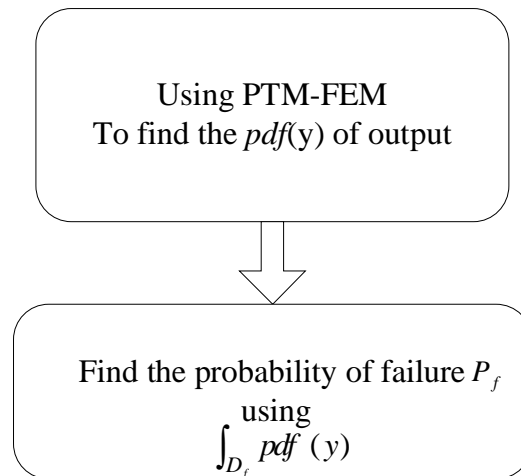 Using PTM-FEM
To find the pdf(y) of output
Find the probability of failure P_f
using
∫_{D_f} pdf (y)